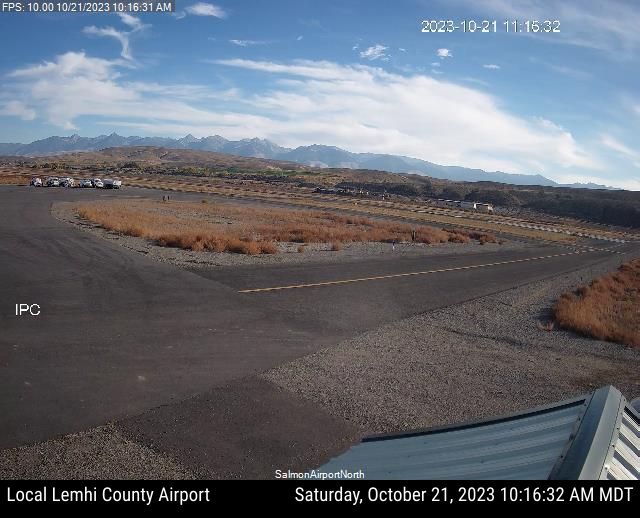 FPS: 10.00 10/21/2023 10:16:31 AM
2023-10-21 11:15:32
IPC
SalmonAirportNorth
Local Lemhi County Airport
Saturday, October 21, 2023 10:16:32 AM MDT